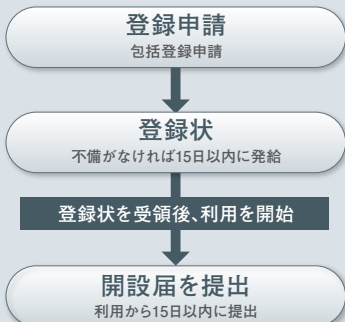 登録申請
包括登録申請
登録状
不備がなければ15日以内に発給
登録状を受領後、利用を開始
開設届を提出
利用から15日以内に提出